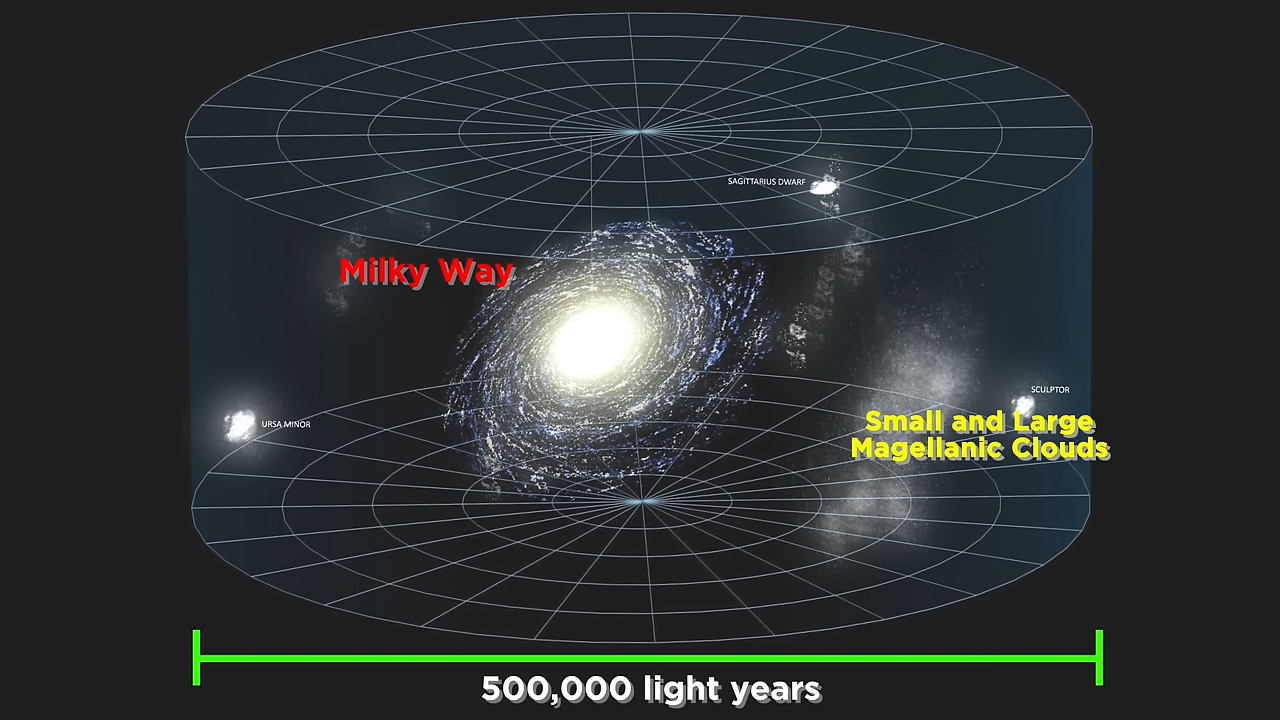 SAGITTARIUS DWARF
Milky Way
SCULPTOR
Small and Large
Magellanic Clouds
URSA MINOR
500,000 light years